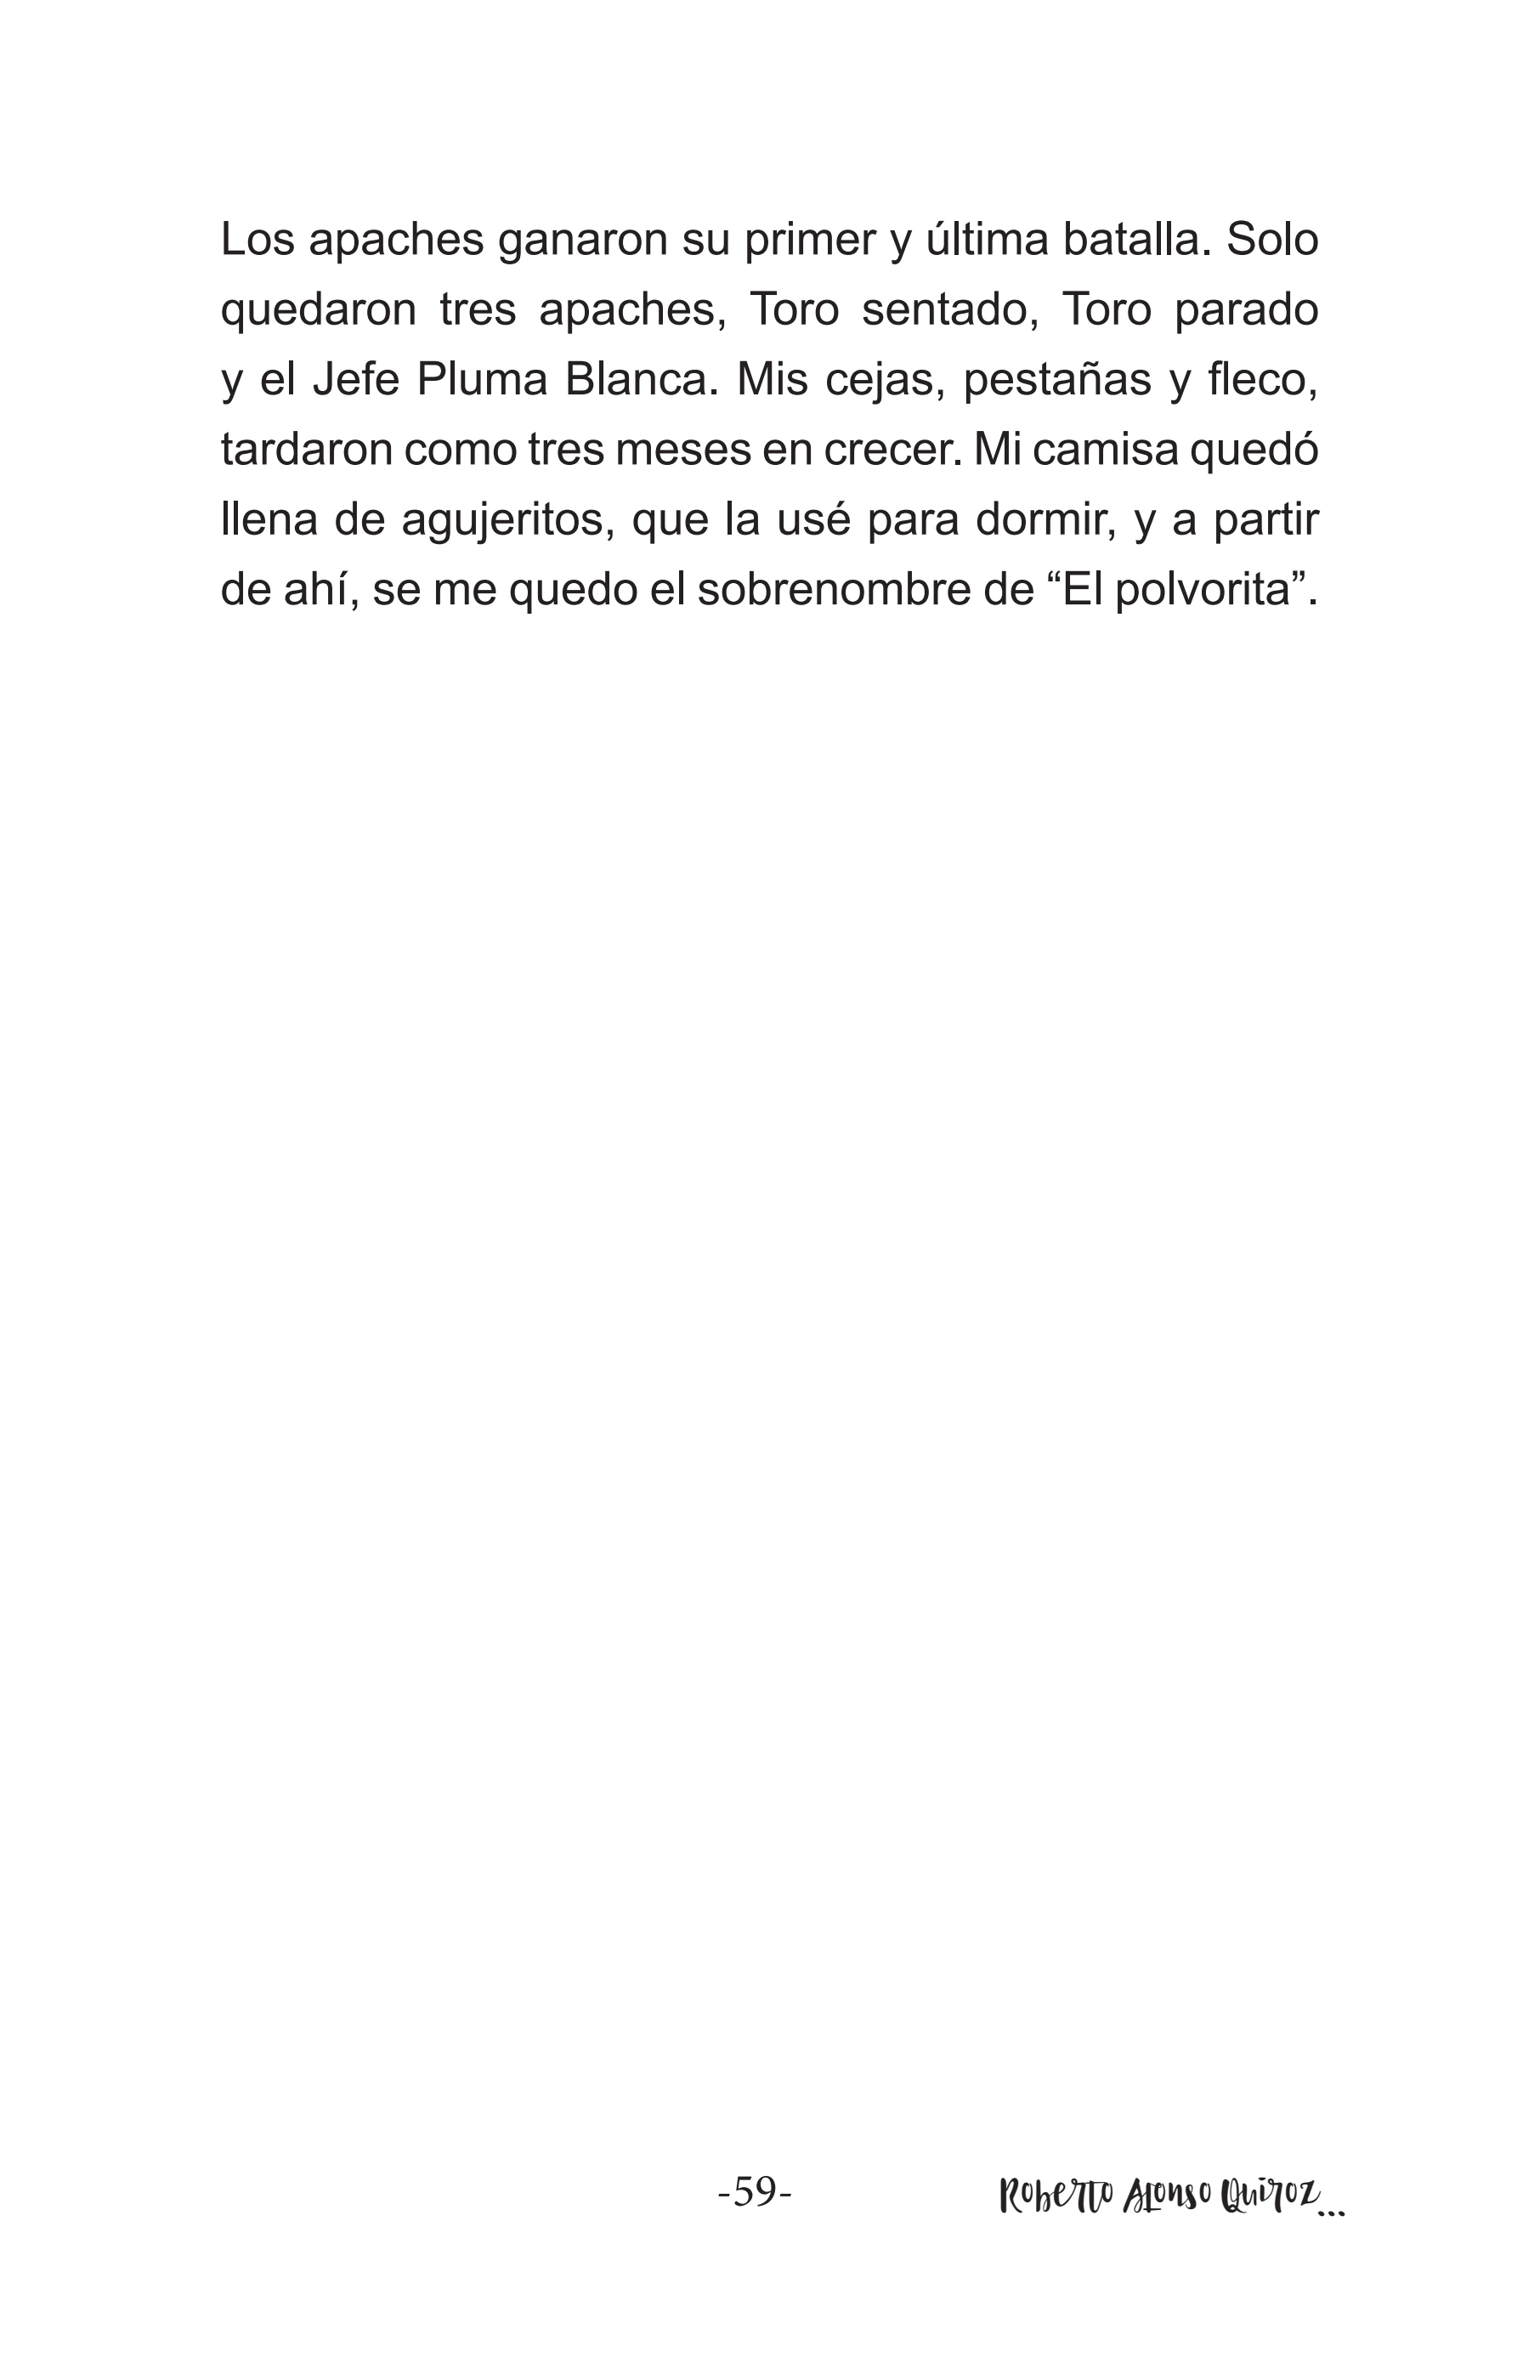 Los apaches ganaron su primer y última batalla. Solo
quedaron tres apaches, Toro sentado, Toro parado
y el Jefe Pluma Blanca. Mis cejas, pestañas y fleco,
tardaron como tres meses en crecer. Mi camisa quedó
llena de agujeritos, que la usé para dormir, y a partir
de ahí, se me quedo el sobrenombre de “El polvorita”.
-59-
Roberto Alonso Quiroz...